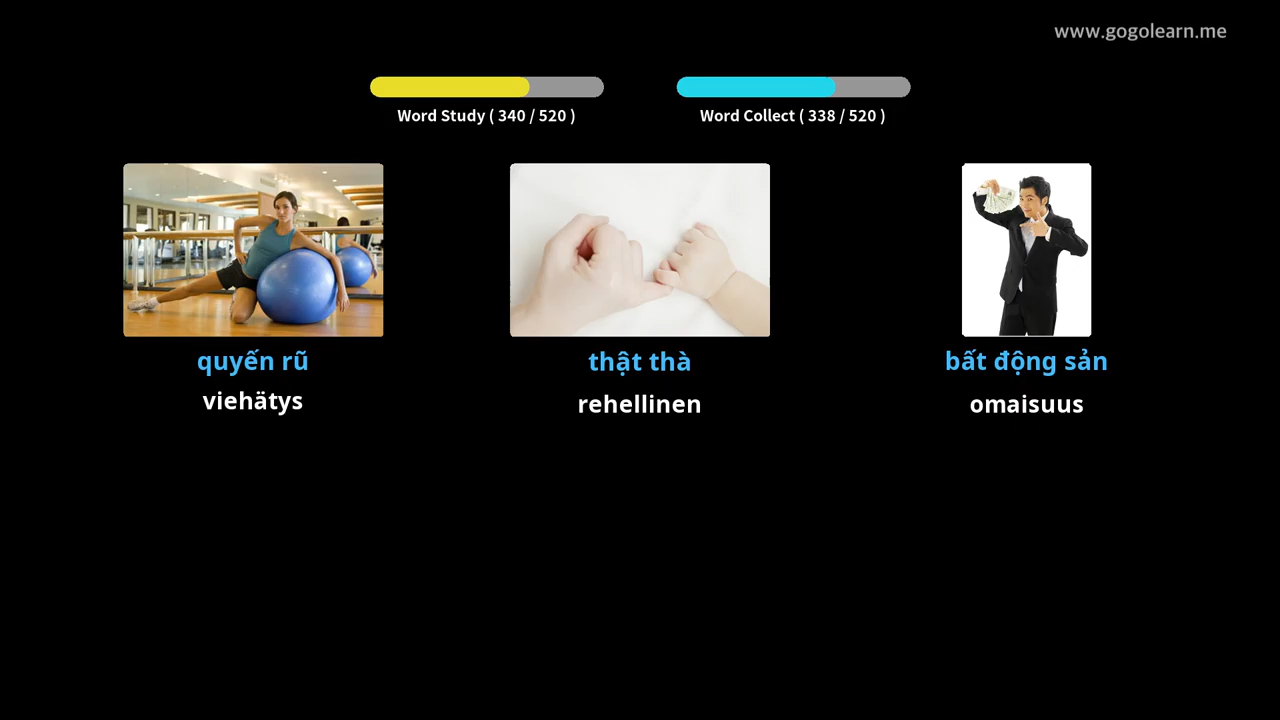 www.gogolearn.me
Word Study ( 340 / 520 )
Word Collect ( 338 / 520 )
quyến rũ
viehätys
thật thà
rehellinen
bất động sản
omaisuus